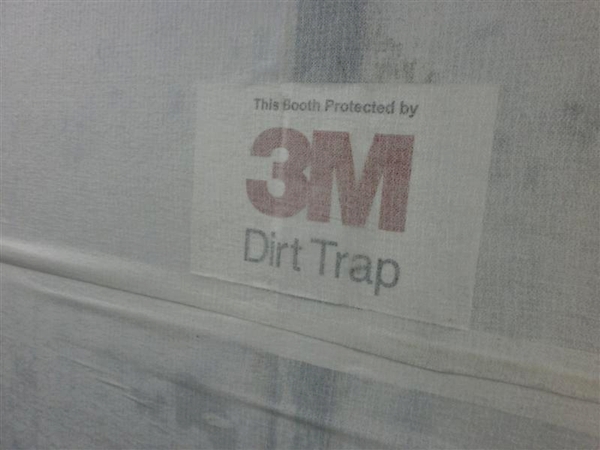 This Booth Protected by
3M
Dirt Trap